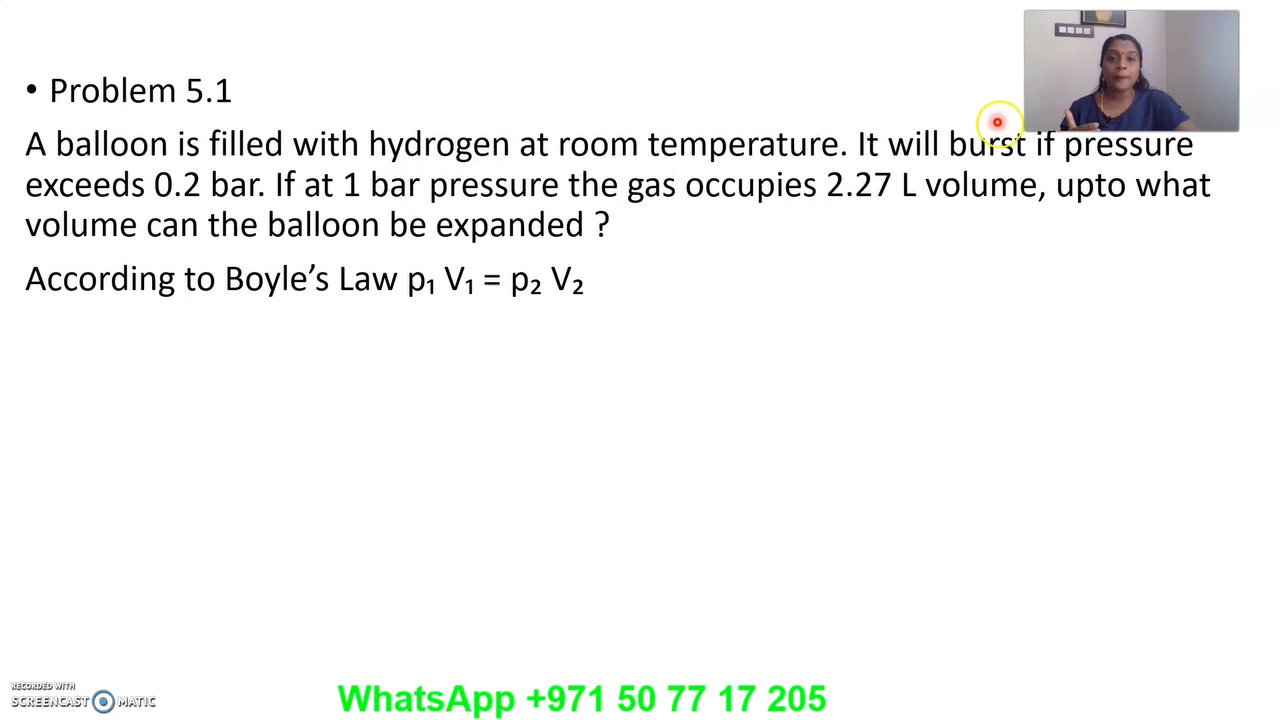 • Problem 5.1
A balloon is filled with hydrogen at room temperature. It will burst if pressure
exceeds 0.2 bar. If at 1 bar pressure the gas occupies 2.27 L volume, upto what
volume can the balloon be expanded ?
According to Boyle’s Law p₁ V₁ = p₂ V₂
RECORDED WITH
SCREENCAST MATIC
WhatsApp +971 50 77 17 205